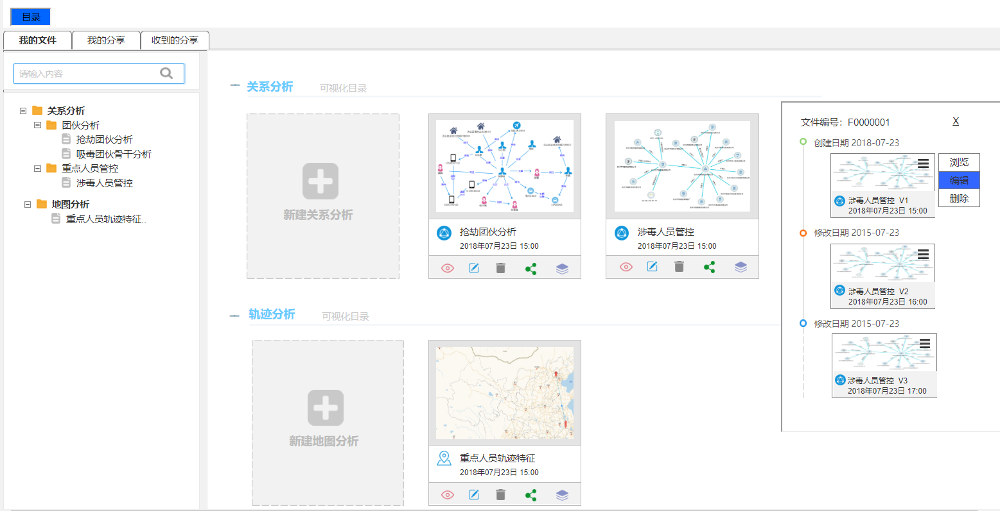 目录
我的文件
我的分享
收到的分享
请输入内容
关系分析
团伙分析
抢劫团伙分析
吸毒团伙骨干分析
重点人员管控
涉毒人员管控
地图分析
重点人员轨迹特征..
关系分析
可视化目录
新建关系分析
抢劫团伙分析
2018年07月23日 15:00
涉毒人员管控
2018年07月23日 15:00
轨迹分析
可视化目录
新建地图分析
重点人员轨迹特征
2018年07月23日 15:00
文件编号：F0000001
X
创建日期 2018-07-23
浏览
编辑
删除
涉毒人员管控 V1
2018年07月23日 15:00
修改日期 2015-07-23
涉毒人员管控 V2
2018年07月23日 16:00
修改日期 2015-07-23
涉毒人员管控 V3
2018年07月23日 17:00